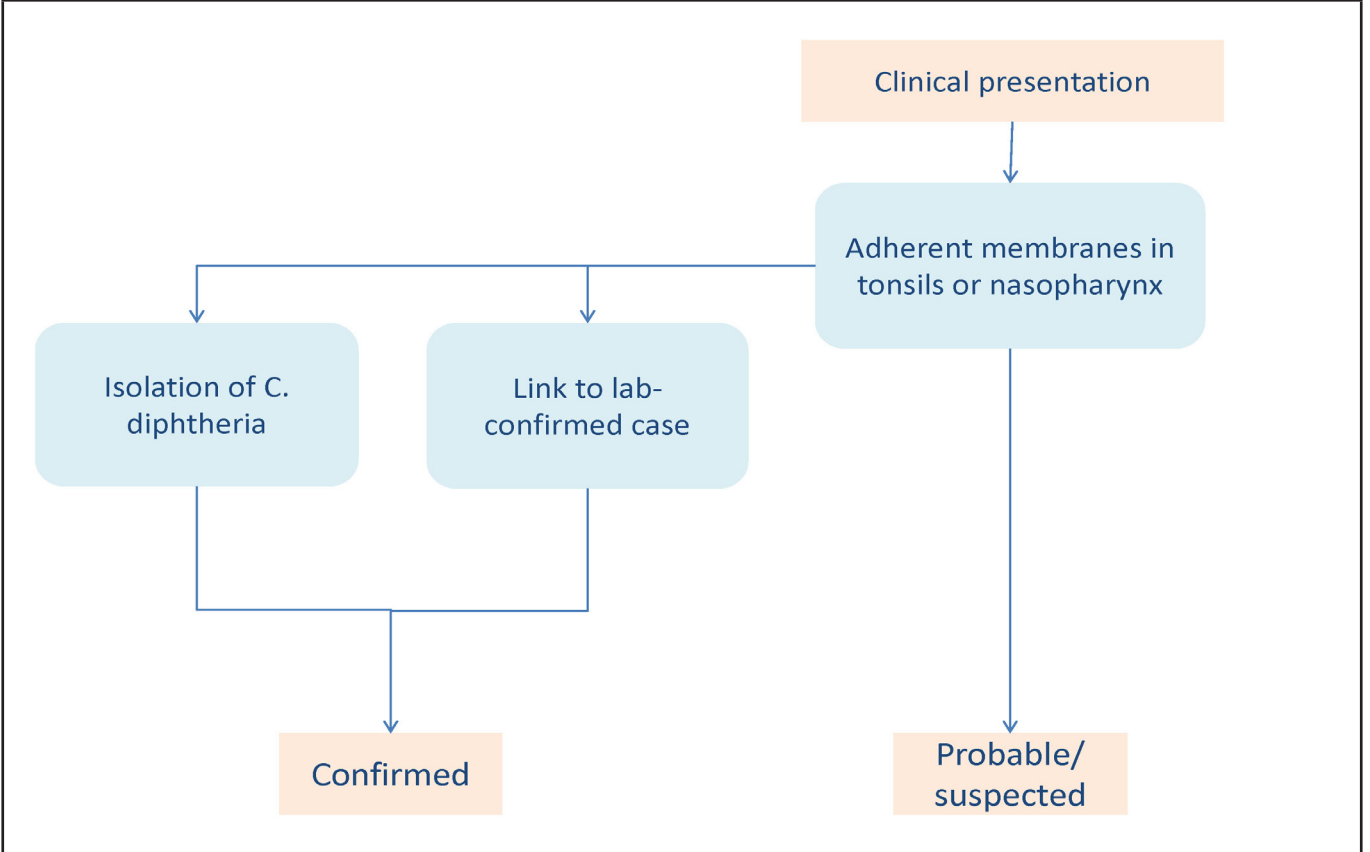 Clinical presentation
Adherent membranes in
tonsils or nasopharynx
Isolation of C.
diphtheria
Link to lab-
confirmed case
Confirmed
Probable/
suspected